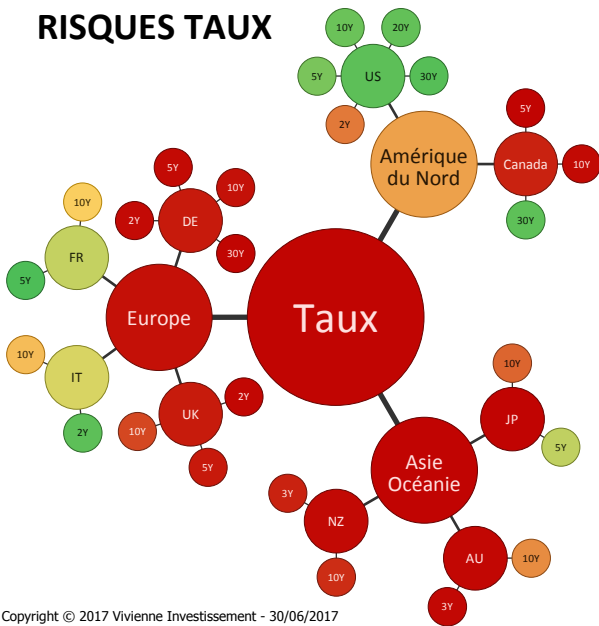 RISQUES TAUX
10Y
20Y
5Y
US
30Y
2Y
5Y
Amérique
du Nord
Canada
10Y
30Y
5Y
10Y
2Y
DE
30Y
10Y
FR
5Y
Europe
Taux
10Y
IT
2Y
2Y
UK
10Y
5Y
10Y
JP
5Y
Asie
Océanie
3Y
NZ
10Y
AU
10Y
3Y
Copyright © 2017 Vivienne Investissement - 30/06/2017